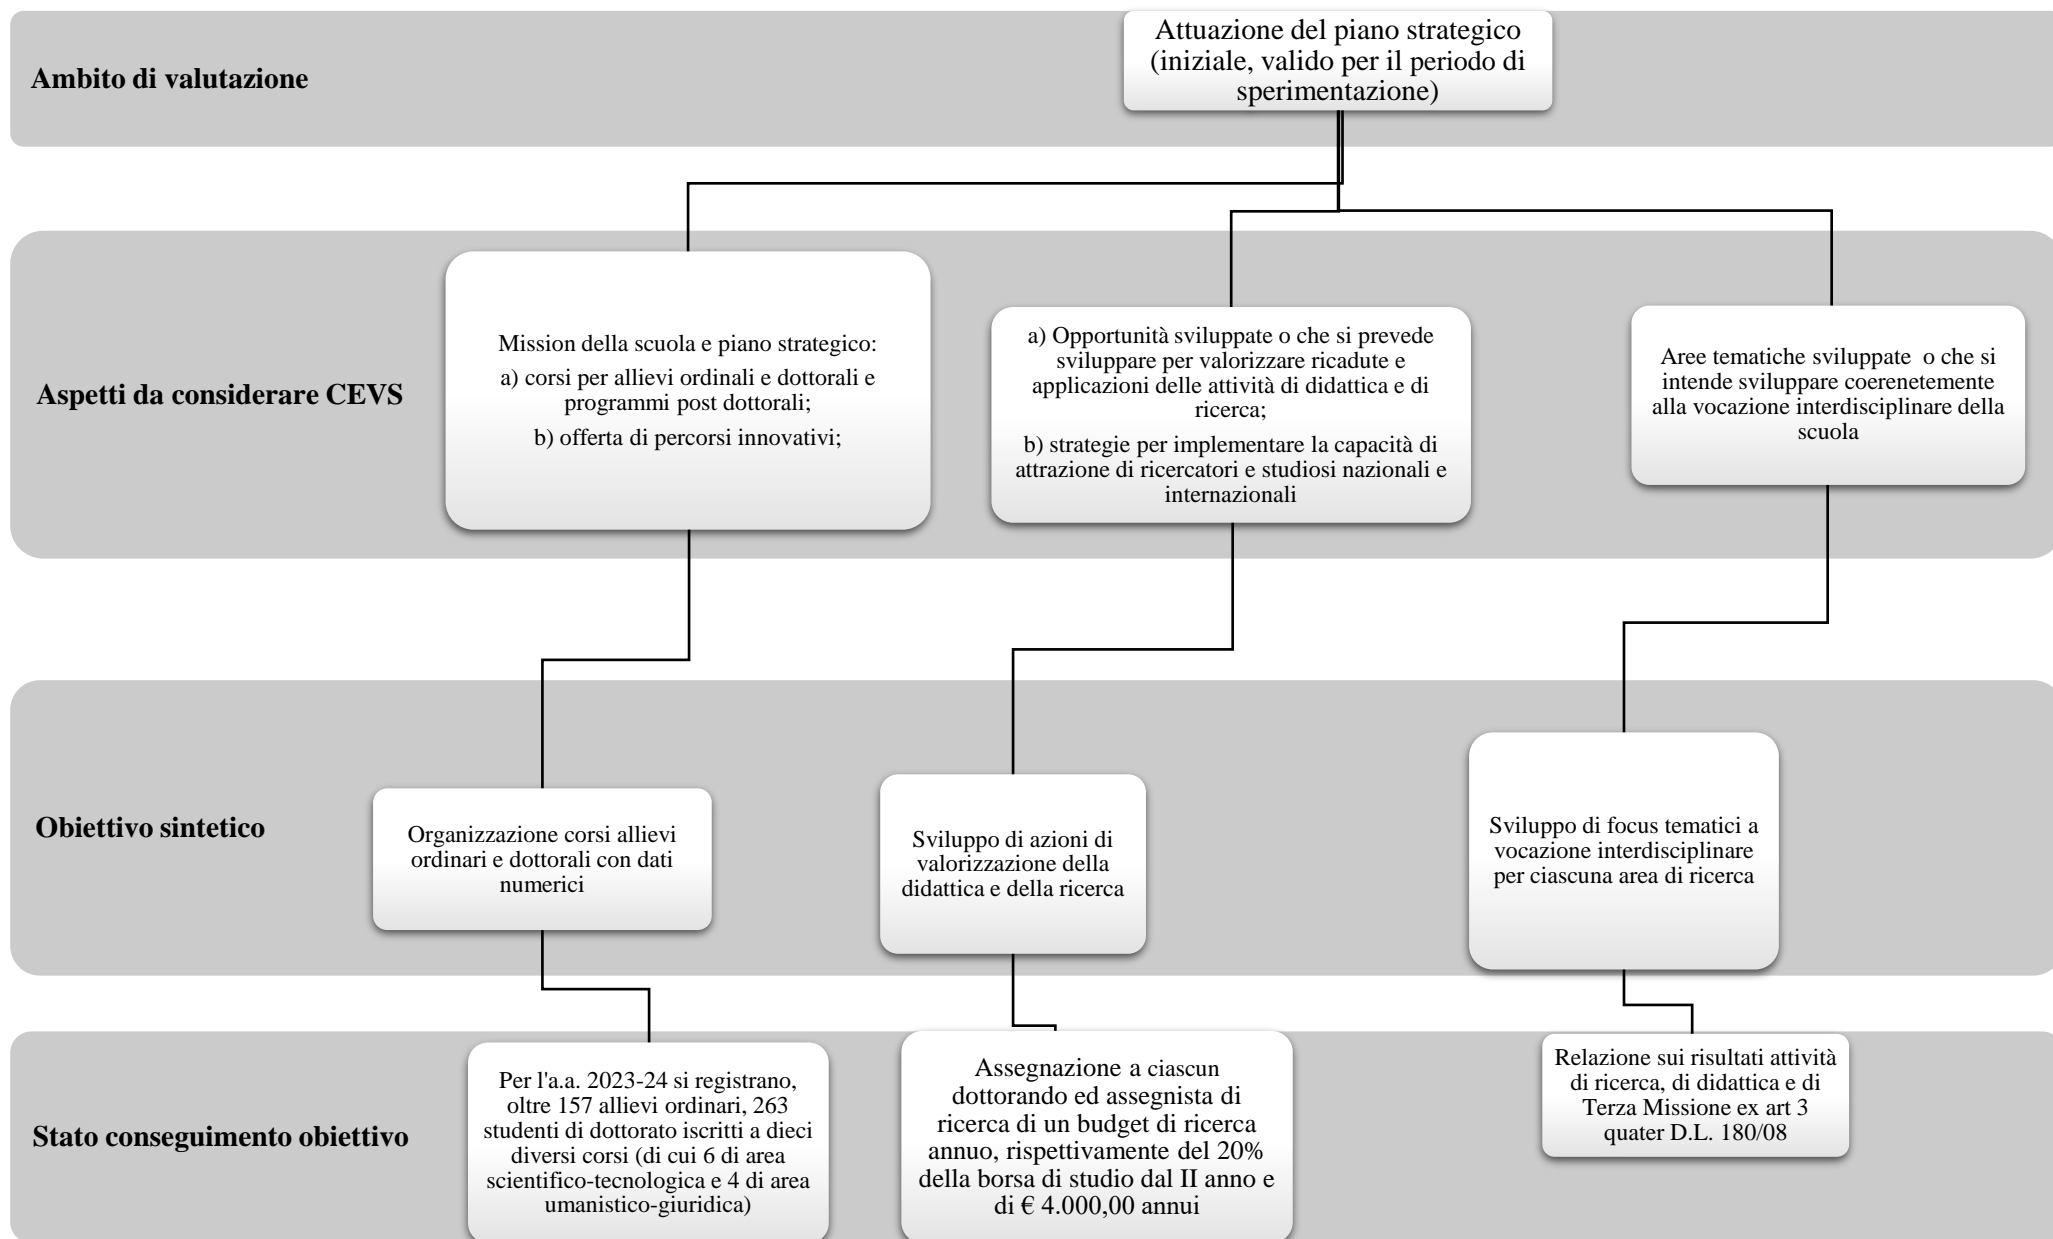 Attuazione del piano strategico
(iniziale, valido per il periodo di
sperimentazione)
Ambito di valutazione
Aspetti da considerare CEVS
Mission della scuola e piano strategico:
a) corsi per allievi ordinali e dottorali e
programmi post dottorali;
b) offerta di percorsi innovativi;
a) Opportunità sviluppate o che si prevede
sviluppare per valorizzare ricadute e
applicazioni delle attività di didattica e di
ricerca;
b) strategie per implementare la capacità di
attrazione di ricercatori e studiosi nazionali e
internazionali
Aree tematiche sviluppate o che si
intende sviluppare coerenetemente
alla vocazione interdisciplinare della
scuola
Obiettivo sintetico
Organizzazione corsi allievi
ordinari e dottorali con dati
numerici
Sviluppo di azioni di
valorizzazione della
didattica e della ricerca
Sviluppo di focus tematici a
vocazione interdisciplinare
per ciascuna area di ricerca
Stato conseguimento obiettivo
Per l'a.a. 2023-24 si registrano,
oltre 157 allievi ordinari, 263
studenti di dottorato iscritti a dieci
diversi corsi (di cui 6 di area
scientifico-tecnologica e 4 di area
umanistico-giuridica)
Assegnazione a ciascun
dottorando ed assegnista di
ricerca di un budget di ricerca
annuo, rispettivamente del 20%
della borsa di studio dal II anno e
di € 4.000,00 annui
Relazione sui risultati attività
di ricerca, di didattica e di
Terza Missione ex art 3
quater D.L. 180/08